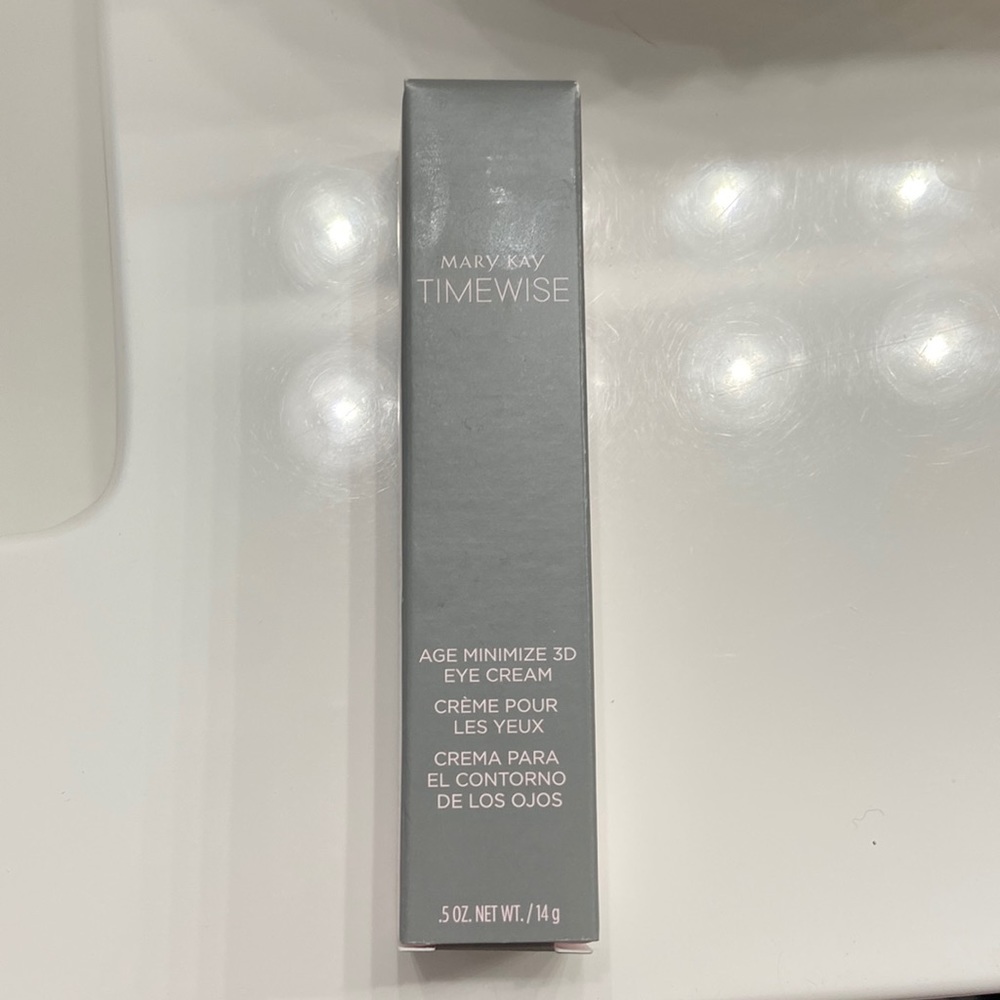 MARY KAY
TIMEWISE
AGE MINIMIZE 3D
EYE CREAM
CRÈME POUR
LES YEUX
CREMA PARA
EL CONTORNO
DE LOS OJOS
.5 OZ. NET WT. / 14 g